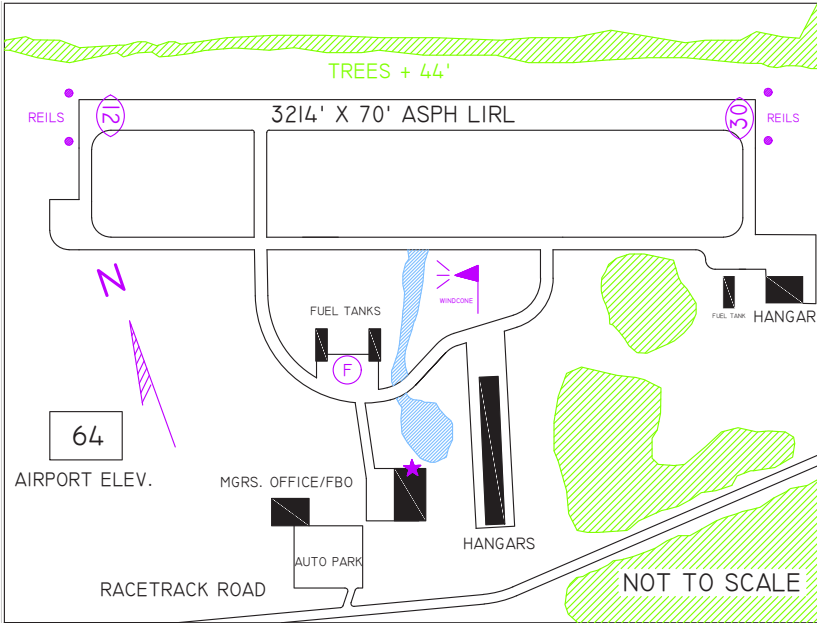 TREES + 44'
REILS
12
3214' X 70' ASPH LIRL
30
REILS
N
WINDCONE
FUEL TANKS
FUEL TANK
HANGAR
F
64
AIRPORT ELEV.
MGRS. OFFICE/FBO
HANGARS
AUTO PARK
RACETRACK ROAD
NOT TO SCALE